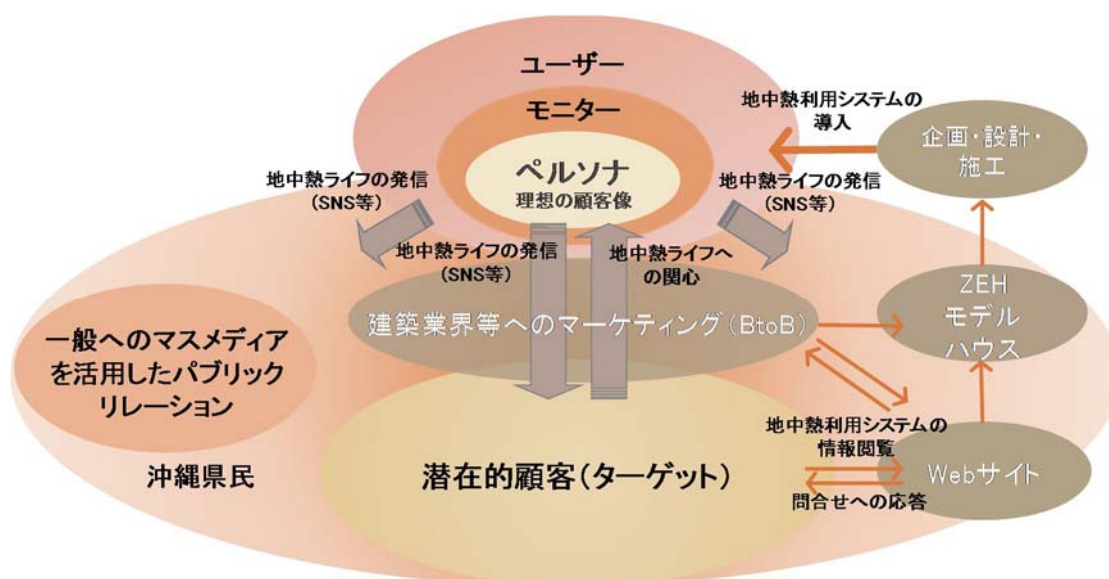 ユーザー
モニター
ペルソナ
理想の顧客像
地中熱利用システムの
導入
企画・設計・
施工
地中熱ライフの発信
(SNS等)
地中熱ライフの発信
(SNS等)
地中熱ライフの発信
(SNS等)
地中熱ライフへ
の関心
建築業界等へのマーケティング(BtoB)
ZEH
モデル
ハウス
一般へのマスメディア
を活用したパブリック
リレーション
沖縄県民
潜在的顧客(ターゲット)
地中熱利用システムの
情報閲覧
問合せへの応答
Webサイト